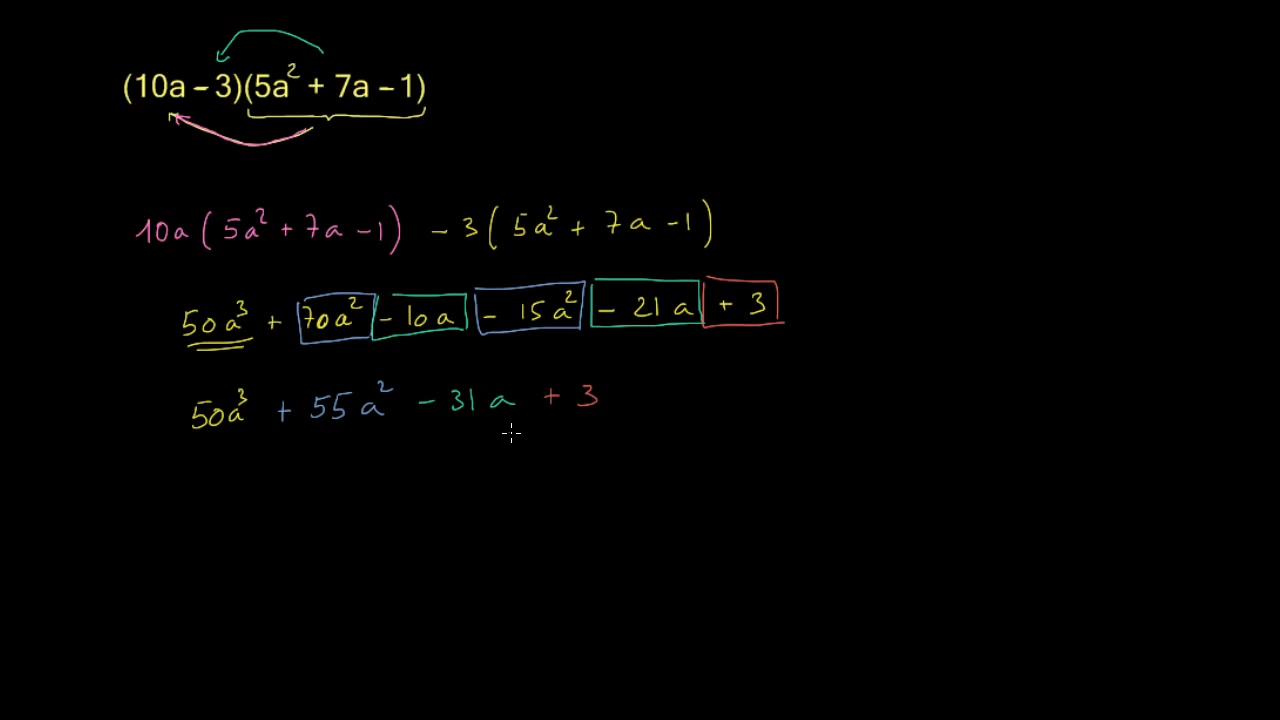 (10a - 3)(5a² + 7a - 1)
10a(5a² + 7a - 1) - 3(5a² + 7a - 1)
50a³ + 70a² - 10a - 15a² - 21a + 3
50a³ + 55a² - 31a + 3